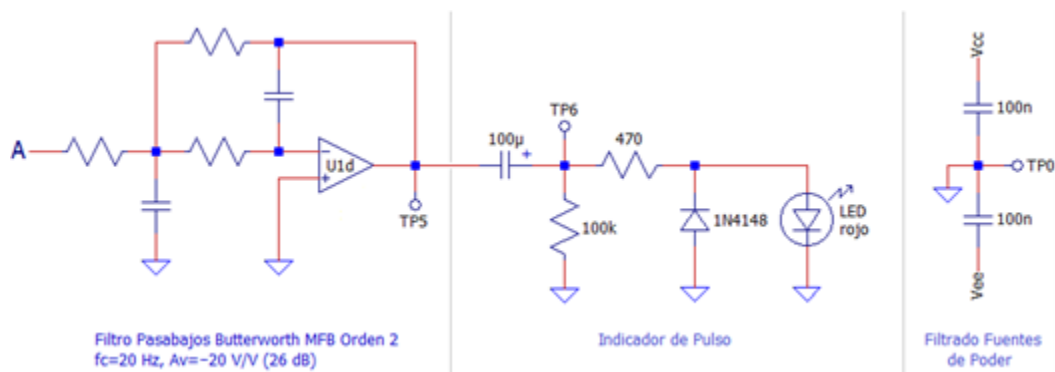 A
U1d
TP5
100µ
TP6
470
100k
1N4148
LED
rojo
Vcc
100n
TP0
100n
Vee
Filtro Pasabajos Butterworth MFB Orden 2
fc=20 Hz, Av=−20 V/V (26 dB)
Indicador de Pulso
Filtrado Fuentes
de Poder